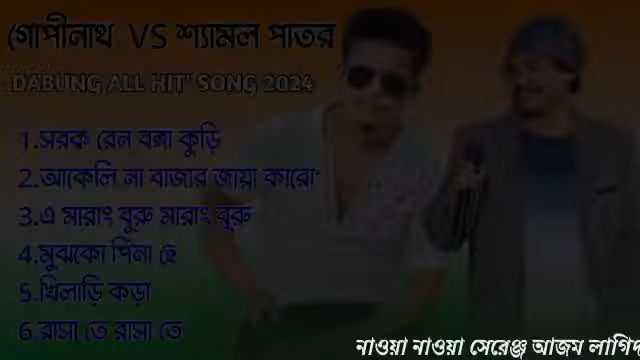 গোপীনাথ VS শ্যামল পাতর
DABUNG ALL HIT' SONG 2024
1.সরক রেন বঙ্গা কুড়ি
2.আকেলি না বাজার জায়া কারো
3.এ মারাং বুরু মারাং বুরু
4.মুঝকো পিনা হে
5.খিলাড়ি কড়া
6.রাসা তে রাসা তে
নাওয়া নাওয়া সেরেঞ্জ আজম লাগিদ